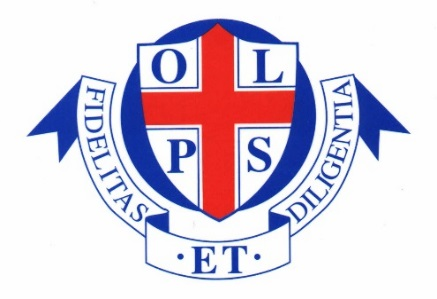 O L
P S
FIDELITAS
· ET ·
DILIGENTIA